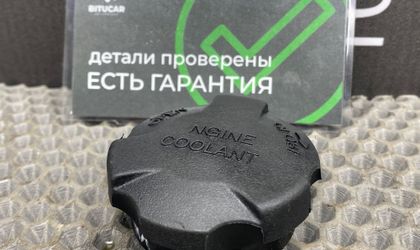 BITUCAR
детали проверены
ЕСТЬ ГАРАНТИЯ
NGINE
COOLANT